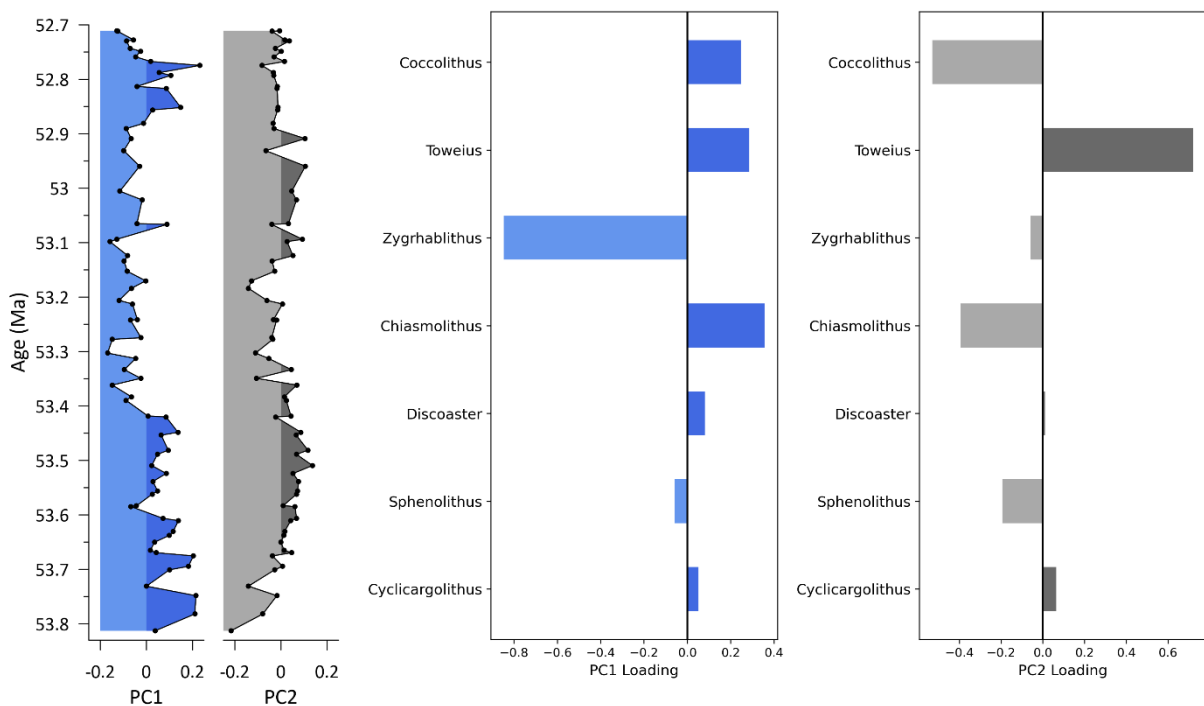 52.7
52.8
52.9
53
53.1
53.2
53.3
53.4
53.5
53.6
53.7
53.8
Age (Ma)
-0.2 0 0.2
PC1
-0.2 0 0.2
PC2
Coccolithus
Toweius
Zygrhablithus
Chiasmolithus
Discoaster
Sphenolithus
Cyclicargolithus
−0.8 −0.6 −0.4 −0.2 0.0 0.2 0.4
PC1 Loading
Coccolithus
Toweius
Zygrhablithus
Chiasmolithus
Discoaster
Sphenolithus
Cyclicargolithus
−0.4 −0.2 0.0 0.2 0.4 0.6
PC2 Loading